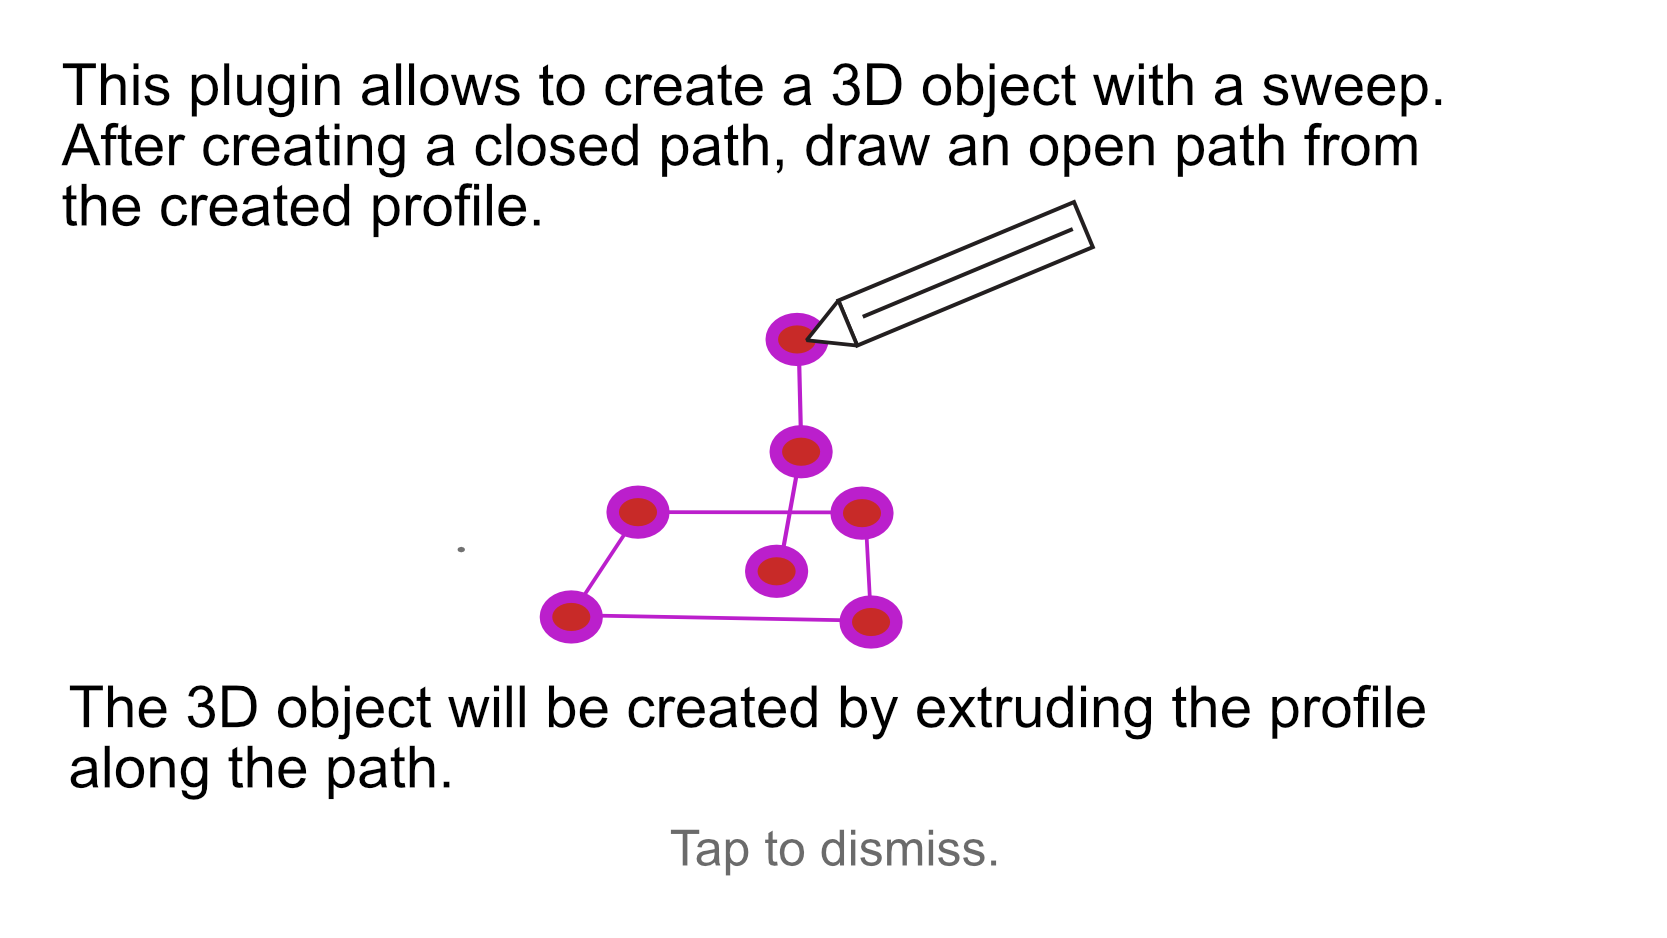 This plugin allows to create a 3D object with a sweep.
After creating a closed path, draw an open path from
the created profile.
The 3D object will be created by extruding the profile
along the path.
Tap to dismiss.